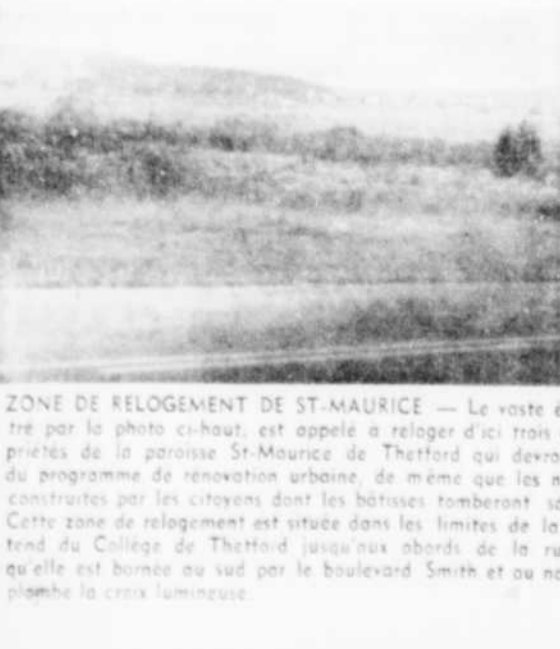 ZONE DE RELOGEMENT DE ST-MAURICE — Le vaste
tré par la photo ci-haut, est appelé à reloger d'ici trois
priétés de la paroisse St-Maurice de Thetford qui devro
du programme de rénovation urbaine, de même que les
construites par les citoyens dont les bâtisses tomberont
Cette zone de relogement est située dans les limites de la
tend du Collège de Thetford jusqu'aux abords de la ru
qu'elle est bornée au sud par le boulevard Smith et au no
plombe la croix lumineuse.